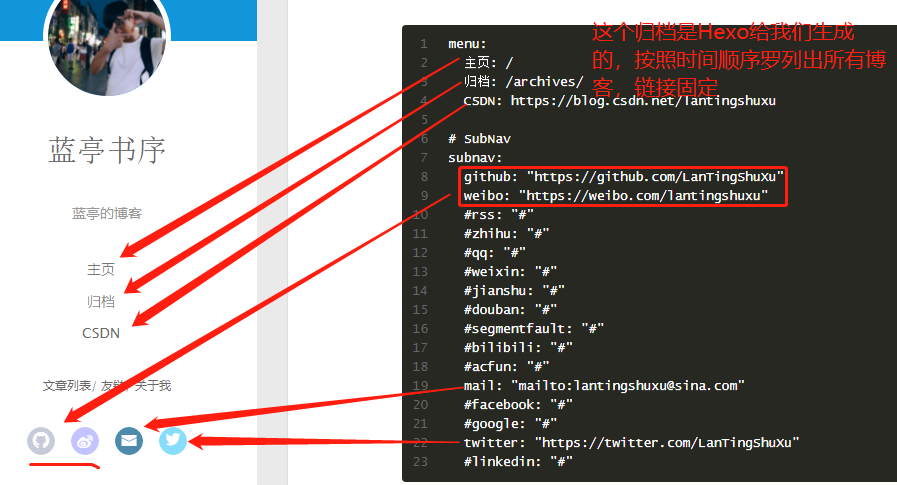 蓝亭书序
蓝亭的博客
主页
归档
CSDN
文章列表/ 友链/ 关于我
这个归档是Hexo给我们生成
的，按照时间顺序罗列出所有博
客，链接固定
1 menu:
2 主页: /
3 归档: /archives/
4 CSDN: https://blog.csdn.net/lantingshuxu
5
6 # SubNav
7 subnav:
8 github: "https://github.com/LanTingShuXu"
9 weibo: "https://weibo.com/lantingshuxu"
10 #rss: "#"
11 #zhihu: "#"
12 #qq: "#"
13 #weixin: "#"
14 #jianshu: "#"
15 #douban: "#"
16 #segmentfault: "#"
17 #bilibili: "#"
18 #acfun: "#"
19 mail: "mailto:lantingshuxu@sina.com"
20 #facebook: "#"
21 #google: "#"
22 twitter: "https://twitter.com/LanTingShuXu"
23 #linkedin: "#"